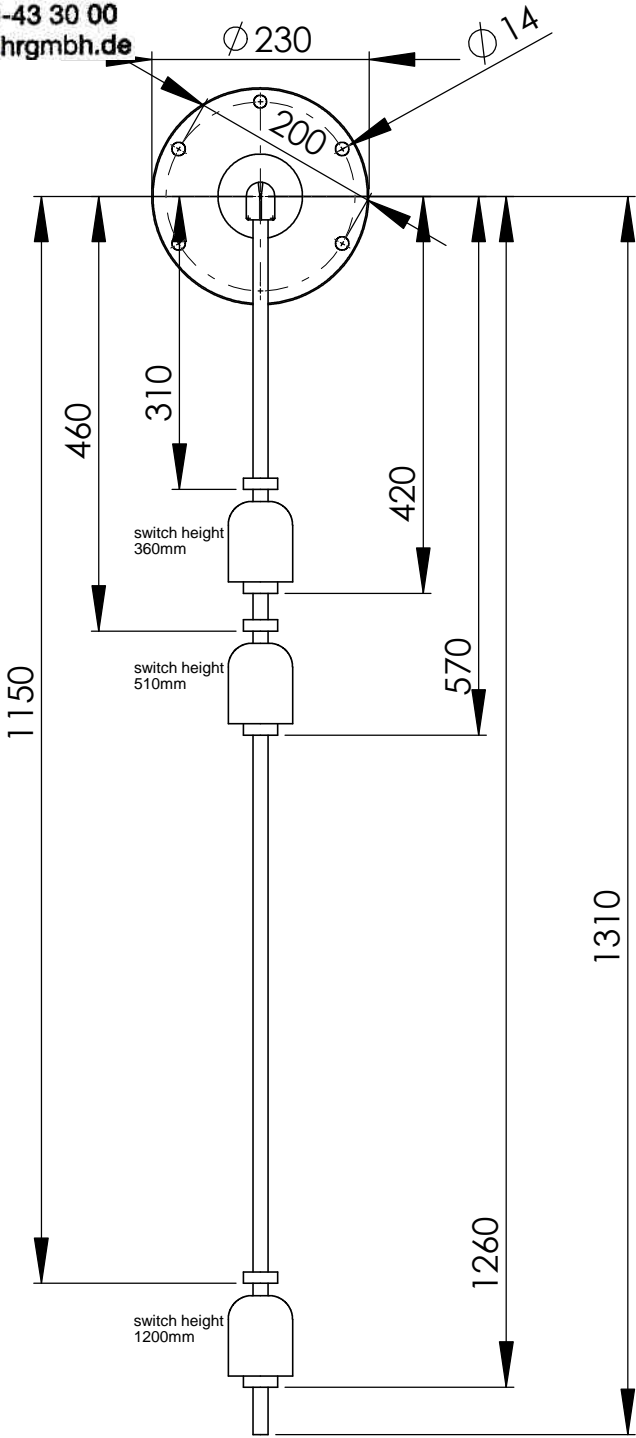 -43 30 00
hrgmbh.de
⌀ 230
⌀ 14
200
310
460
420
switch height
360mm
570
switch height
510mm
1150
1310
1260
switch height
1200mm